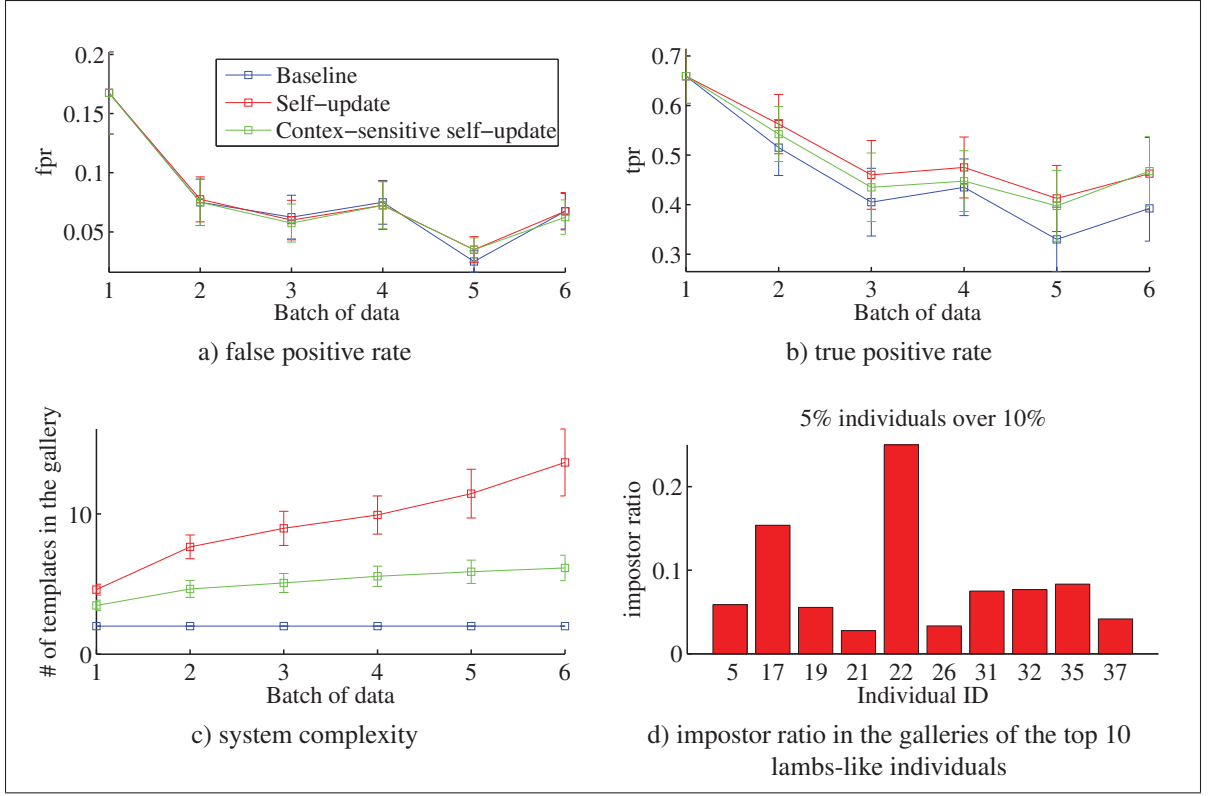 0.2
0.15
0.1
0.05
fpr
Baseline
Self−update
Contex−sensitive self−update
1 2 3 4 5 6
Batch of data
a) false positive rate
0.7
0.6
0.5
0.4
0.3
tpr
1 2 3 4 5 6
Batch of data
b) true positive rate
# of templates in the gallery
10
0
1 2 3 4 5 6
Batch of data
c) system complexity
5% individuals over 10%
impostor ratio
0.2
0.1
0
5 17 19 21 22 26 31 32 35 37
Individual ID
d) impostor ratio in the galleries of the top 10
lambs-like individuals